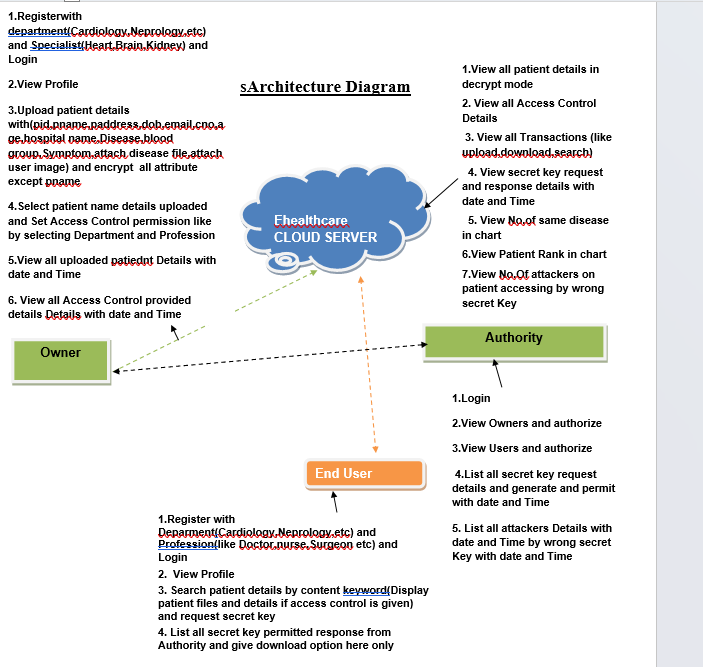 1.Registerwith
department(Cardiology,Neprology,etc)
and Specialist(Heart,Brain,Kidney) and
Login
2.View Profile
3.Upload patient details
with(pid,pname,paddress,dob,email,cno,a
ge,hospital name,Disease,blood
group, Symptom,attach disease file,attach
user image) and encrypt all attribute
except pname
4.Select patient name details uploaded
and Set Access Control permission like
by selecting Department and Profession
5.View all uploaded patiednt Details with
date and Time
6. View all Access Control provided
details Details with date and Time
Owner
sArchitecture Diagram
Ehealthcare
CLOUD SERVER
1.View all patient details in
decrypt mode
2. View all Access Control
Details
3. View all Transactions (like
upload,download,search)
4. View secret key request
and response details with
date and Time
5. View No,of same disease
in chart
6.View Patient Rank in chart
7.View No,Of attackers on
patient accessing by wrong
secret Key
Authority
1.Login
2.View Owners and authorize
3.View Users and authorize
4.List all secret key request
details and generate and permit
with date and Time
5. List all attackers Details with
date and Time by wrong secret
Key with date and Time
End User
1.Register with
Deparment(Cardiology,Neprology,etc) and
Profession(like Doctor,nurse,Surgeon etc) and
Login
2. View Profile
3. Search patient details by content keyword(Display
patient files and details if access control is given)
and request secret key
4. List all secret key permitted response from
Authority and give download option here only